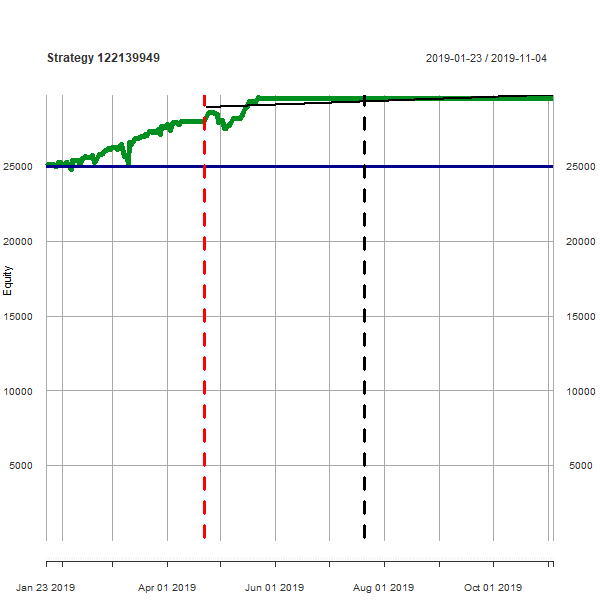 Strategy 122139949
2019-01-23 / 2019-11-04
Equity
25000
25000
20000
20000
15000
15000
10000
10000
5000
5000
Jan 23 2019
Apr 01 2019
Jun 01 2019
Aug 01 2019
Oct 01 2019